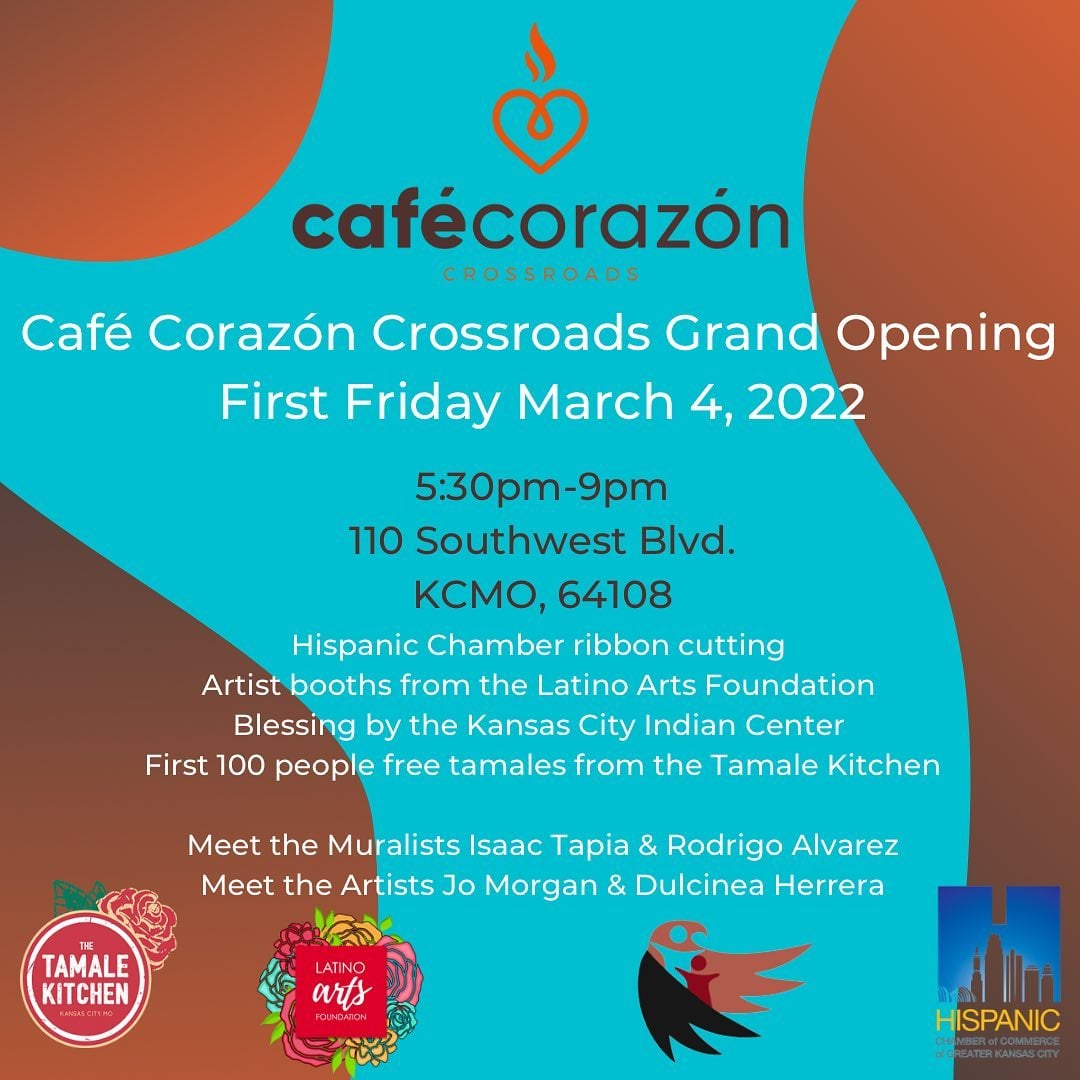 cafécorazón
CROSSROADS
Café Corazón Crossroads Grand Opening
First Friday March 4, 2022
5:30pm-9pm
110 Southwest Blvd.
KCMO, 64108
Hispanic Chamber ribbon cutting
Artist booths from the Latino Arts Foundation
Blessing by the Kansas City Indian Center
First 100 people free tamales from the Tamale Kitchen
Meet the Muralists Isaac Tapia & Rodrigo Alvarez
Meet the Artists Jo Morgan & Dulcinea Herrera
THE
TAMALE
KITCHEN
KANSAS CITY, MO
LATINO
arts
FOUNDATION
HISPANIC
CHAMBER of COMMERCE
of GREATER KANSAS CITY